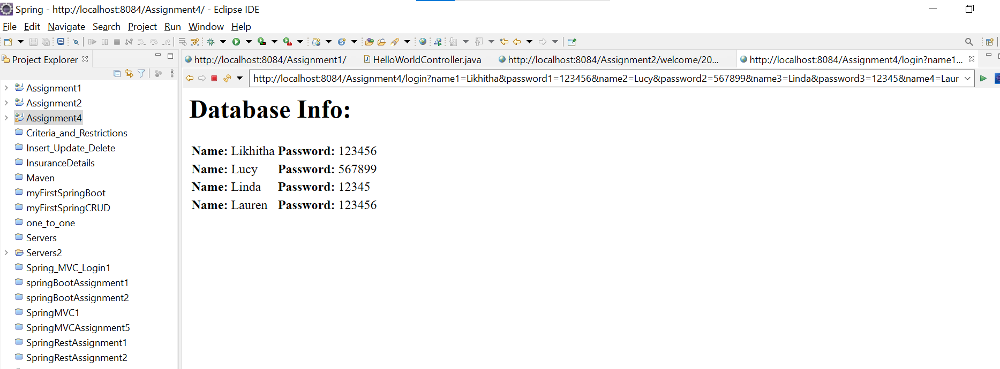 Spring - http://localhost:8084/Assignment4/ - Eclipse IDE
File Edit Navigate Search Project Run Window Help
Project Explorer
http://localhost:8084/Assignment1/
HelloWorldController.java
http://localhost:8084/Assignment2/welcome/20...
http://localhost:8084/Assignment4/login?name1...
http://localhost:8084/Assignment4/login?name1=Likhitha&password1=123456&name2=Lucy&password2=567899&name3=Linda&password3=12345&name4=Laur
Assignment1
Assignment2
Assignment4
Criteria_and_Restrictions
Insert_Update_Delete
InsuranceDetails
Maven
myFirstSpringBoot
myFirstSpringCRUD
one_to_one
Servers
Servers2
Spring_MVC_Login1
springBootAssignment1
springBootAssignment2
SpringMVC1
SpringMVCAssignment5
SpringRestAssignment1
SpringRestAssignment2
Database Info:
Name: Likhitha Password: 123456
Name: Lucy Password: 567899
Name: Linda Password: 12345
Name: Lauren Password: 123456